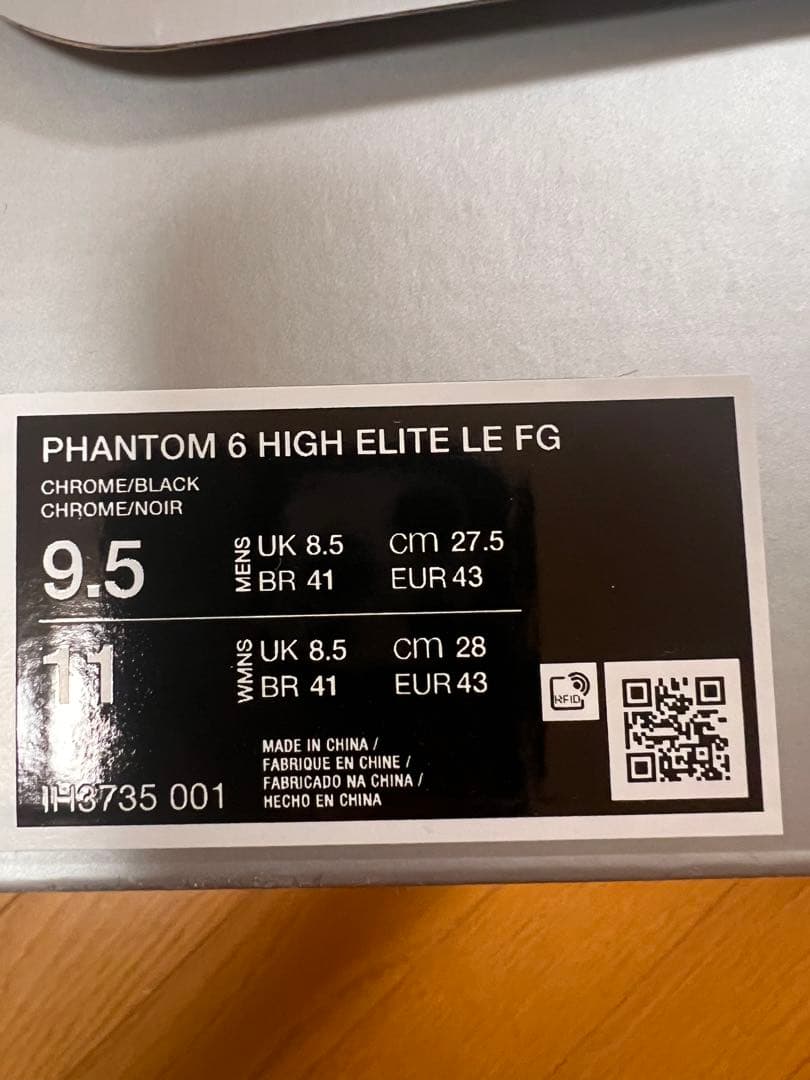 PHANTOM 6 HIGH ELITE LE FG
CHROME/BLACK
CHROME/NOIR
9.5
MENS
UK 8.5 cm 27.5
BR 41 EUR 43
11
WMNS
UK 8.5 cm 28
BR 41 EUR 43
RFID
MADE IN CHINA /
FABRIQUE EN CHINE /
FABRICADO NA CHINA /
HECHO EN CHINA
IH3735 001